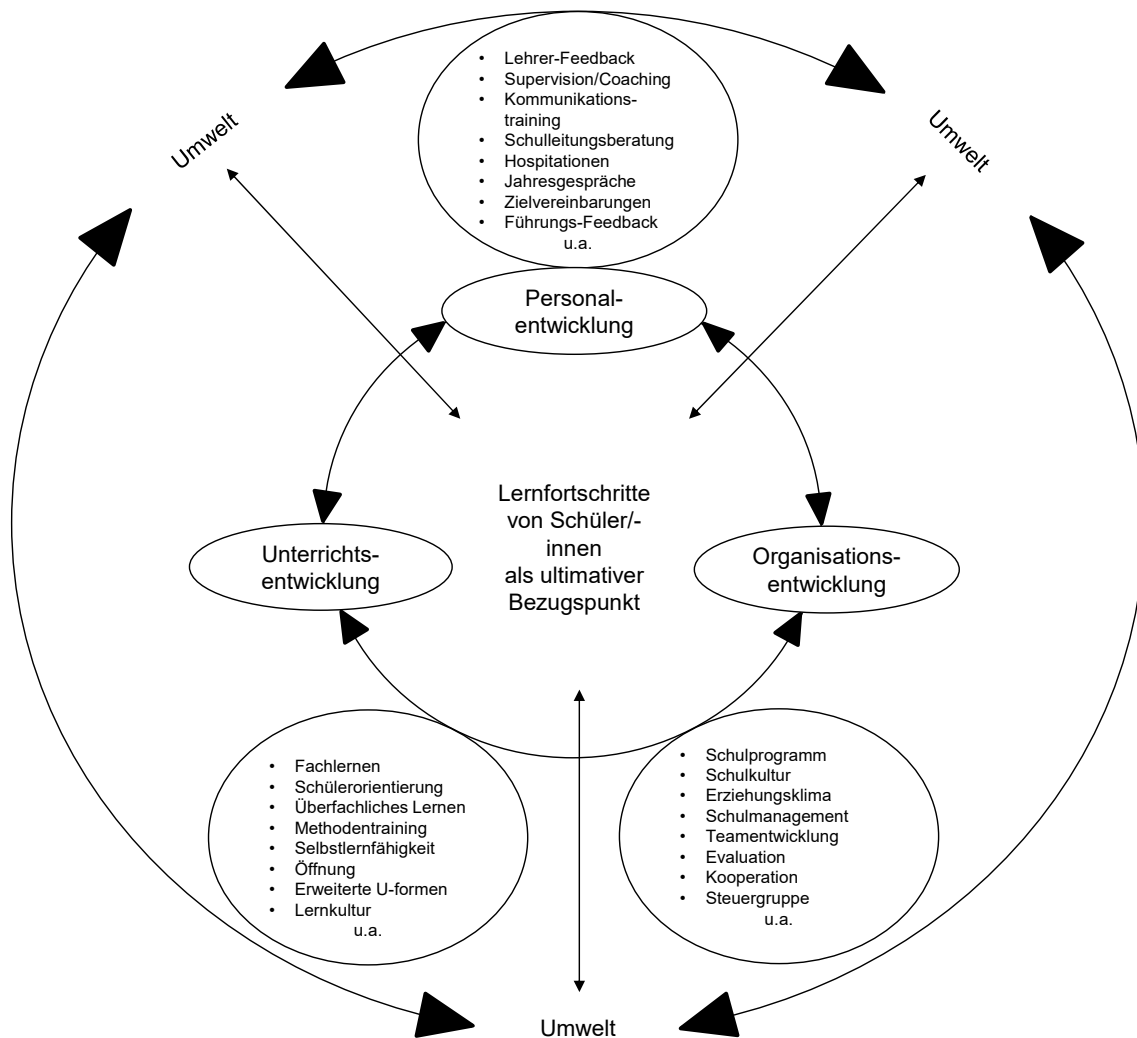 • Lehrer-Feedback
• Supervision/Coaching
• Kommunikations-
training
• Schulleitungsberatung
• Hospitationen
• Jahresgespräche
• Zielvereinbarungen
• Führungs-Feedback
u.a.
Umwelt
Umwelt
Personal-
entwicklung
Lernfortschritte
von Schüler/-
innen
als ultimativer
Bezugspunkt
Unterrichts-
entwicklung
Organisations-
entwicklung
• Fachlernen
• Schülerorientierung
• Überfachliches Lernen
• Methodentraining
• Selbstlernfähigkeit
• Öffnung
• Erweiterte U-formen
• Lernkultur
u.a.
• Schulprogramm
• Schulkultur
• Erziehungsklima
• Schulmanagement
• Teamentwicklung
• Evaluation
• Kooperation
• Steuergruppe
u.a.
Umwelt